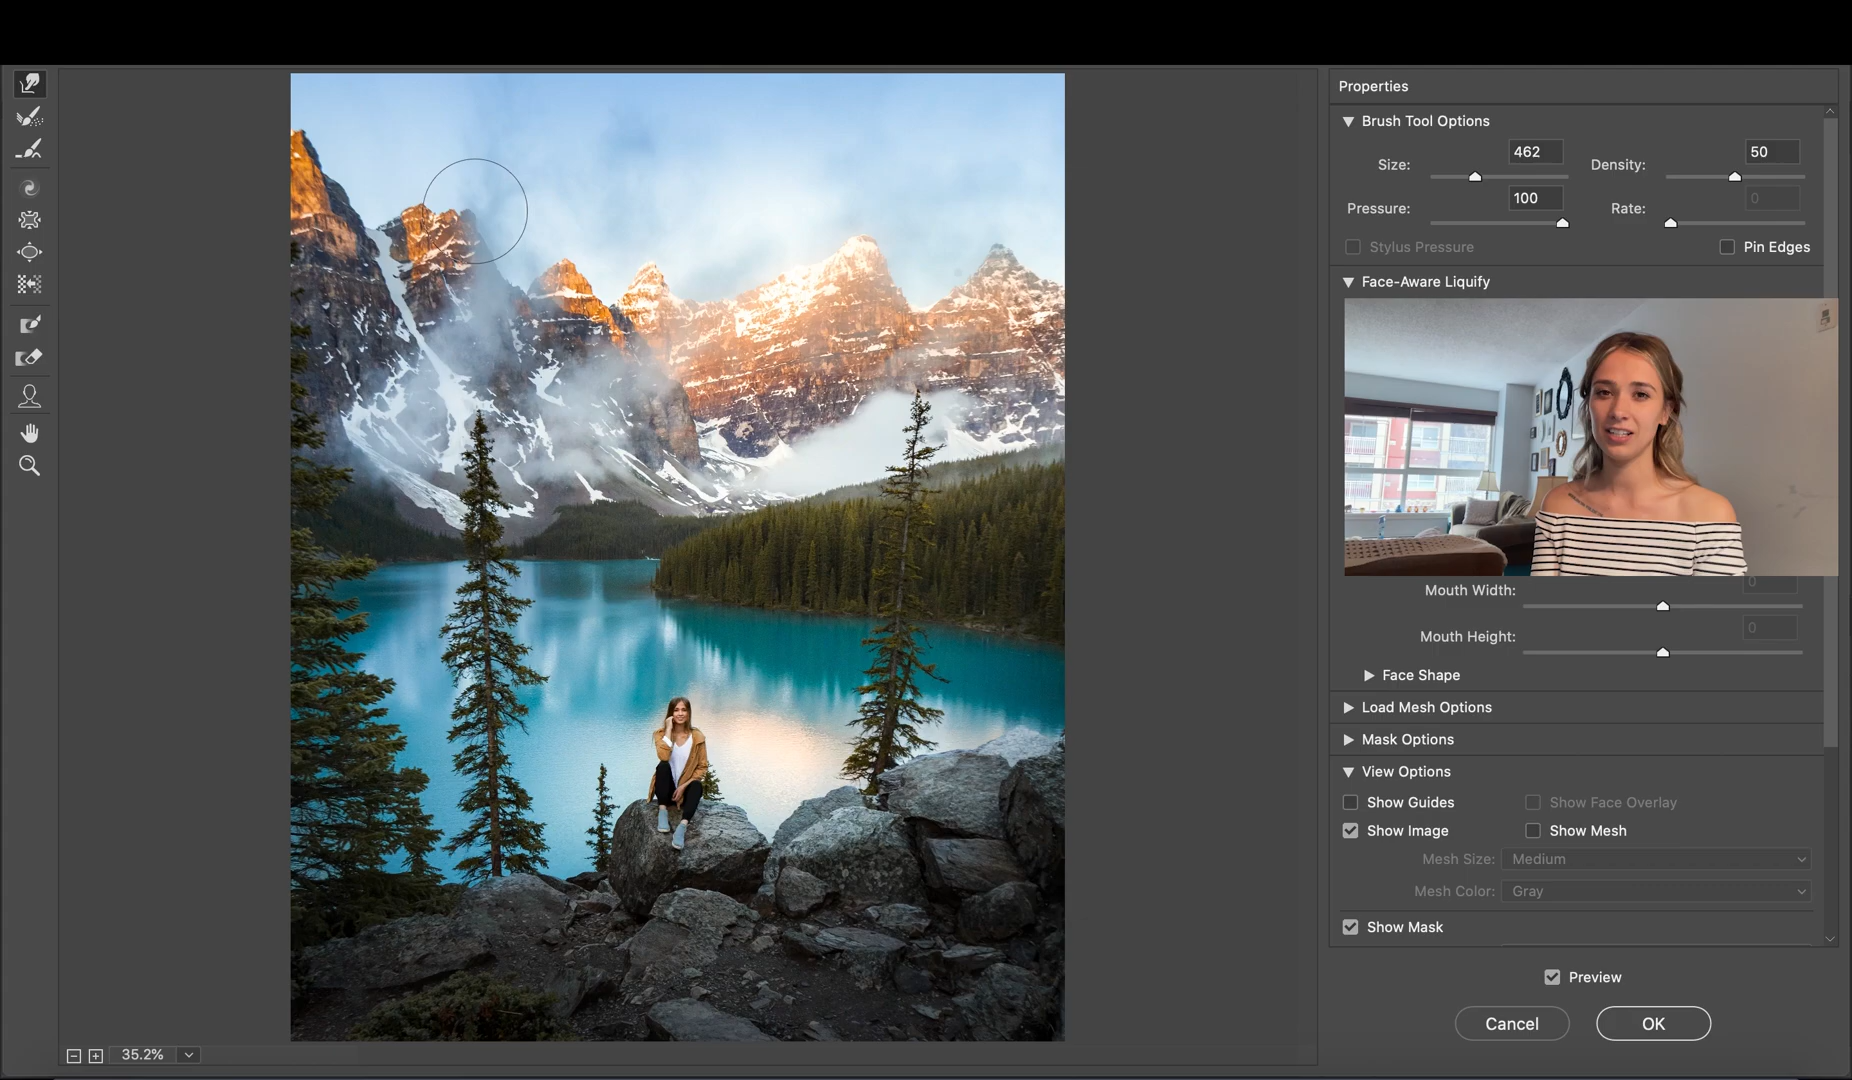 Properties
Brush Tool Options
Size: 462 Density: 50
Pressure: 100 Rate: 0
Stylus Pressure Pin Edges
Face-Aware Liquify
Mouth Width: 0
Mouth Height: 0
Face Shape
Load Mesh Options
Mask Options
View Options
Show Guides Show Face Overlay
Show Image Show Mesh
Mesh Size: Medium
Mesh Color: Gray
Show Mask
Preview
Cancel OK
35.2%